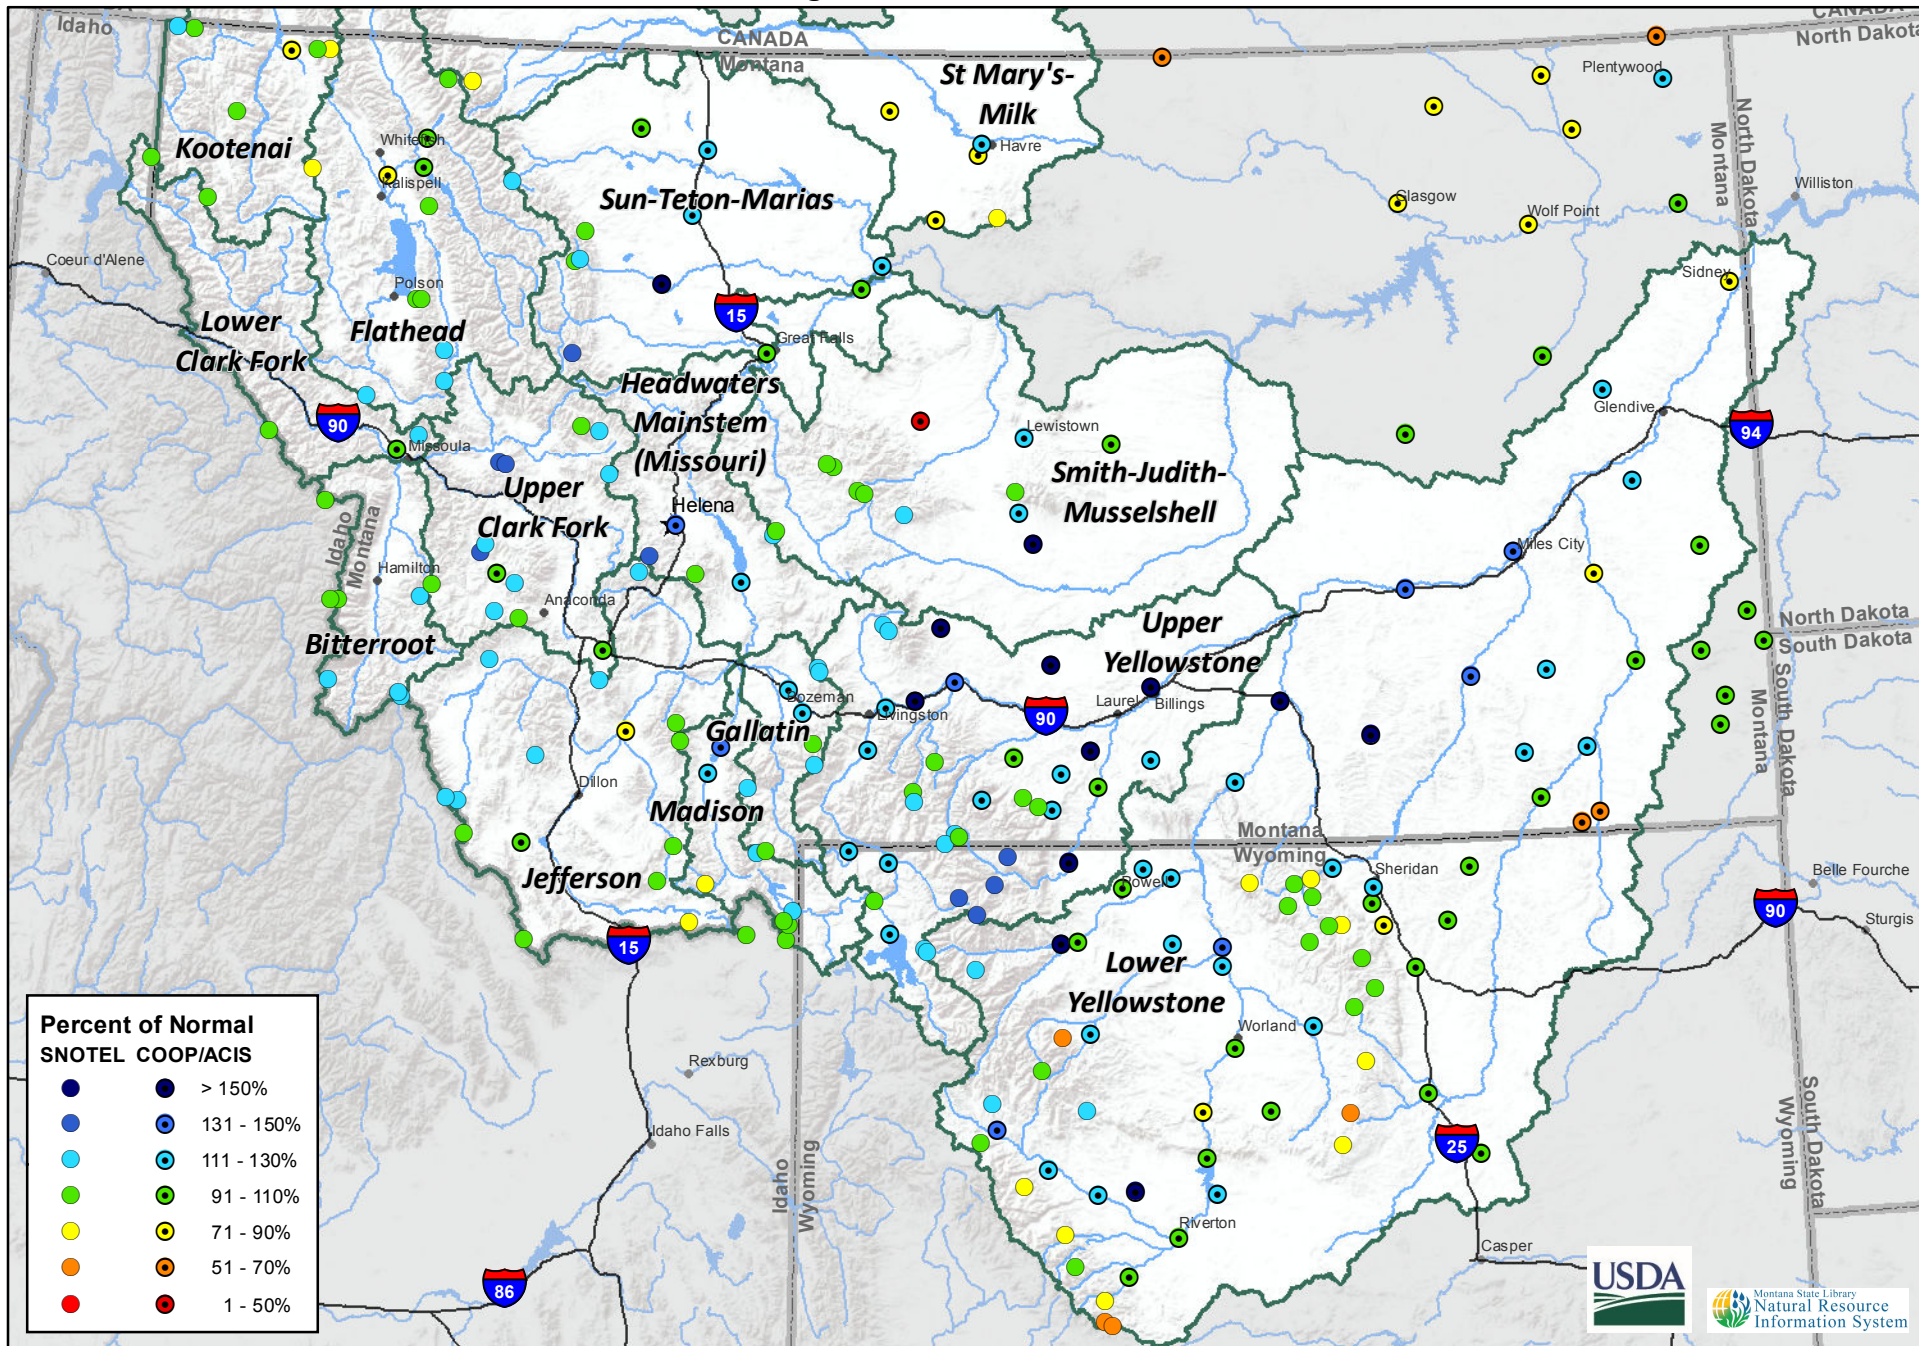 Idaho
CANADA
Montana
CANADA
North Dakota
St Mary's-
Milk
Plentywood
Havre
Kootenai
Whitefish
Kalispell
Sun-Teton-Marias
Glasgow
Wolf Point
North Dakota
Montana
Williston
Coeur d'Alene
Polson
Sidney
Lower
Clark Fork
Flathead
15
Great Falls
Headwaters
Mainstem
(Missouri)
90
Missoula
Lewistown
Glendive
94
Smith-Judith-
Musselshell
Upper
Clark Fork
Helena
Idaho
Montana
Hamilton
Anaconda
Miles City
Bitterroot
Upper
Yellowstone
North Dakota
South Dakota
Bozeman
Livingston
90
Laurel
Billings
South Dakota
Montana
Gallatin
Dillon
Madison
Montana
Wyoming
Jefferson
Powell
Sheridan
Belle Fourche
90
Sturgis
15
Lower
Yellowstone
Worland
Percent of Normal
SNOTEL COOP/ACIS
> 150%
131 - 150%
111 - 130%
91 - 110%
71 - 90%
51 - 70%
1 - 50%
Rexburg
Idaho Falls
Idaho
Wyoming
South Dakota
Wyoming
25
Riverton
Casper
86
USDA
Montana State Library
Natural Resource
Information System